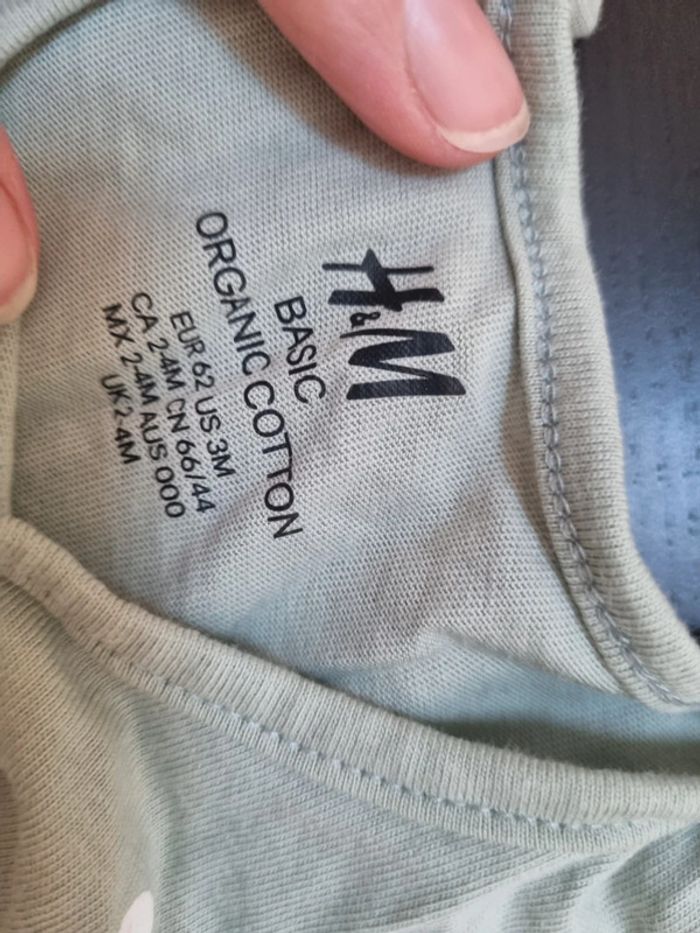 H&M
BASIC
ORGANIC COTTON
EUR 62 US 3M
CA 2-4M CN 66/44
MX 2-4M AUS 000
UK 2-4M